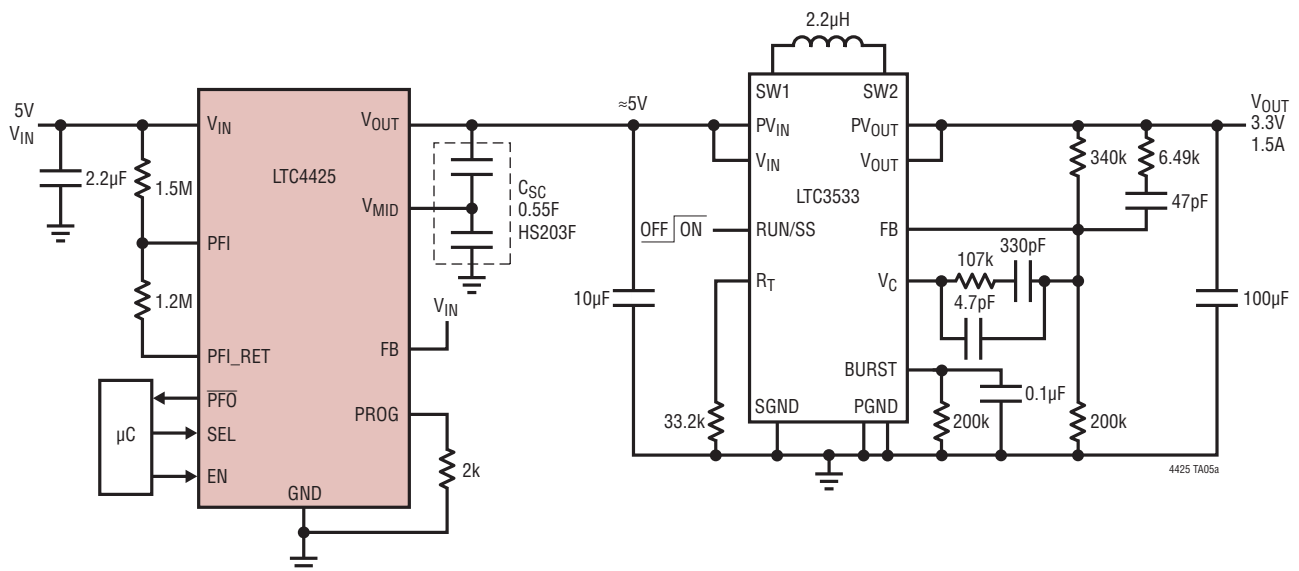 2.2µH
SW1
SW2
5V
VIN
2.2µF
1.5M
1.2M
VIN
VOUT
LTC4425
VMID
PFI
PFI_RET
FB
VIN
PFO
SEL
EN
PROG
GND
µC
2k
CSC
0.55F
HS203F
≈5V
10µF
OFF
ON
PVIN
PVOUT
VIN
VOUT
LTC3533
RUN/SS
FB
RT
VC
BURST
SGND
PGND
33.2k
107k
330pF
4.7pF
200k
0.1µF
200k
340k
6.49k
47pF
100µF
VOUT
3.3V
1.5A
4425 TA05a